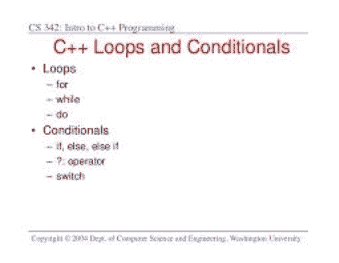 CS 342: Intro to C++ Programming
C++ Loops and Conditionals
• Loops
– for
– while
– do
• Conditionals
– if, else, else if
– ?: operator
– switch
Copyright © 2004 Dept. of Computer Science and Engineering, Washington University